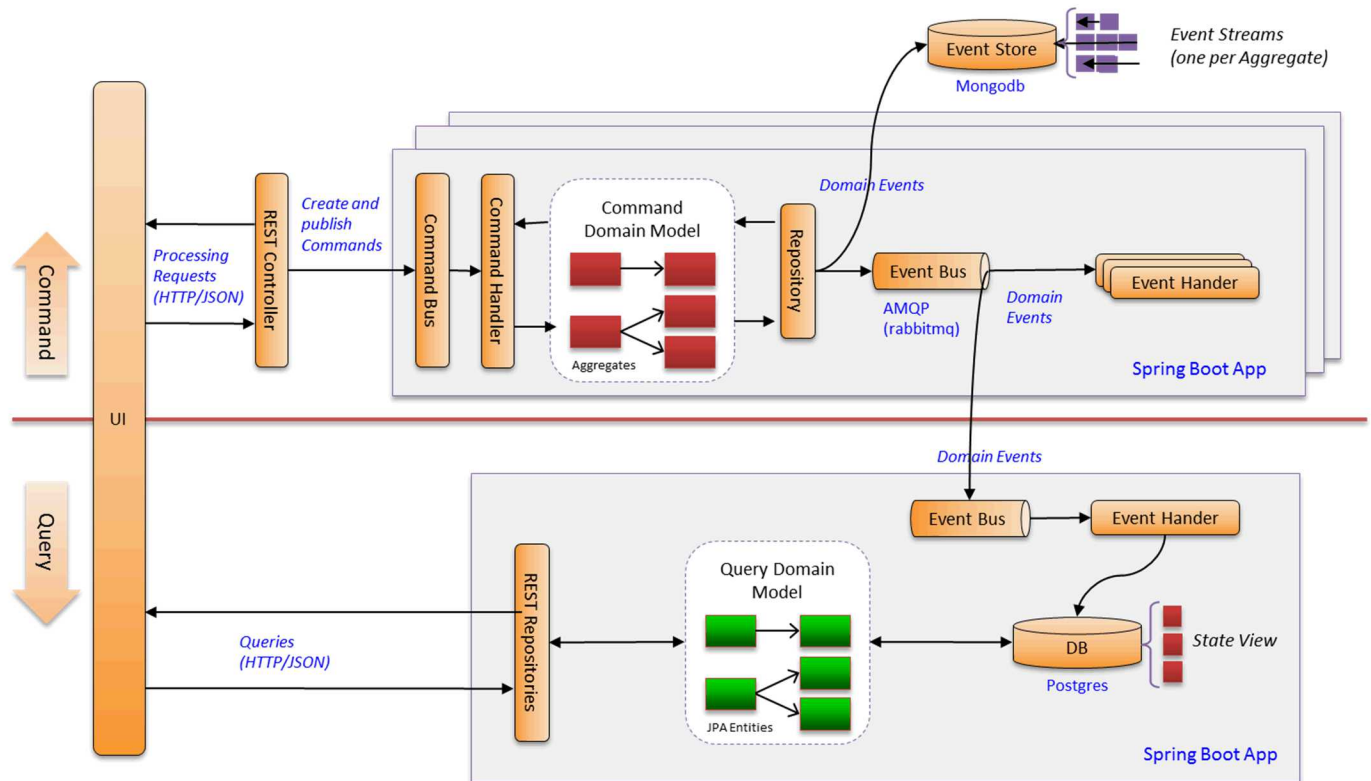 Event Store
Event Streams
(one per Aggregate)
Mongodb
Domain Events
Command
Processing
Requests
(HTTP/JSON)
REST Controller
Create and
publish
Commands
Command Bus
Command Handler
Command
Domain Model
Aggregates
Repository
Event Bus
AMQP
(rabbitmq)
Domain
Events
Event Hander
Spring Boot App
UI
Domain Events
Query
Queries
(HTTP/JSON)
REST Repositories
Query Domain
Model
JPA Entities
Event Bus
Event Hander
DB
Postgres
State View
Spring Boot App